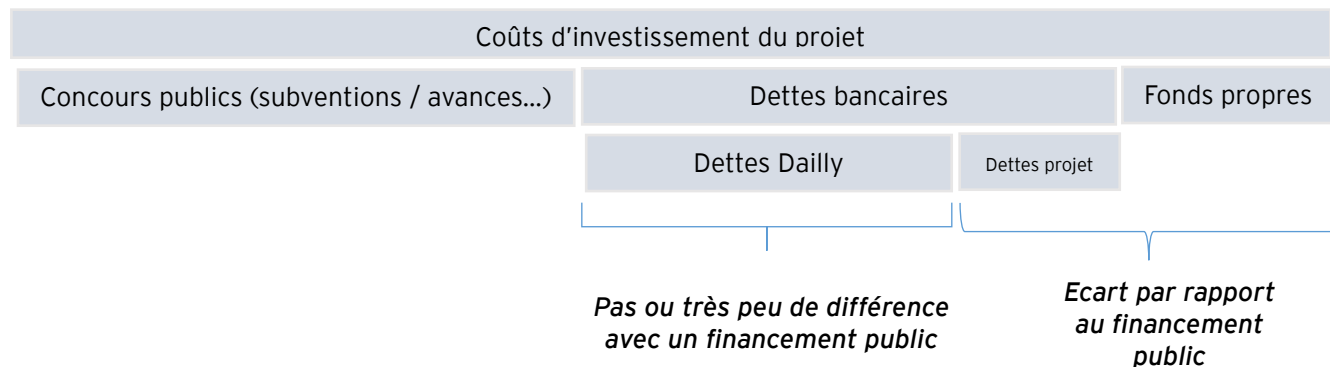 Coûts d'investissement du projet
Concours publics (subventions / avances…) Dettes bancaires Fonds propres
Dettes Dailly Dettes projet
Pas ou très peu de différence
avec un financement public
Ecart par rapport
au financement
public